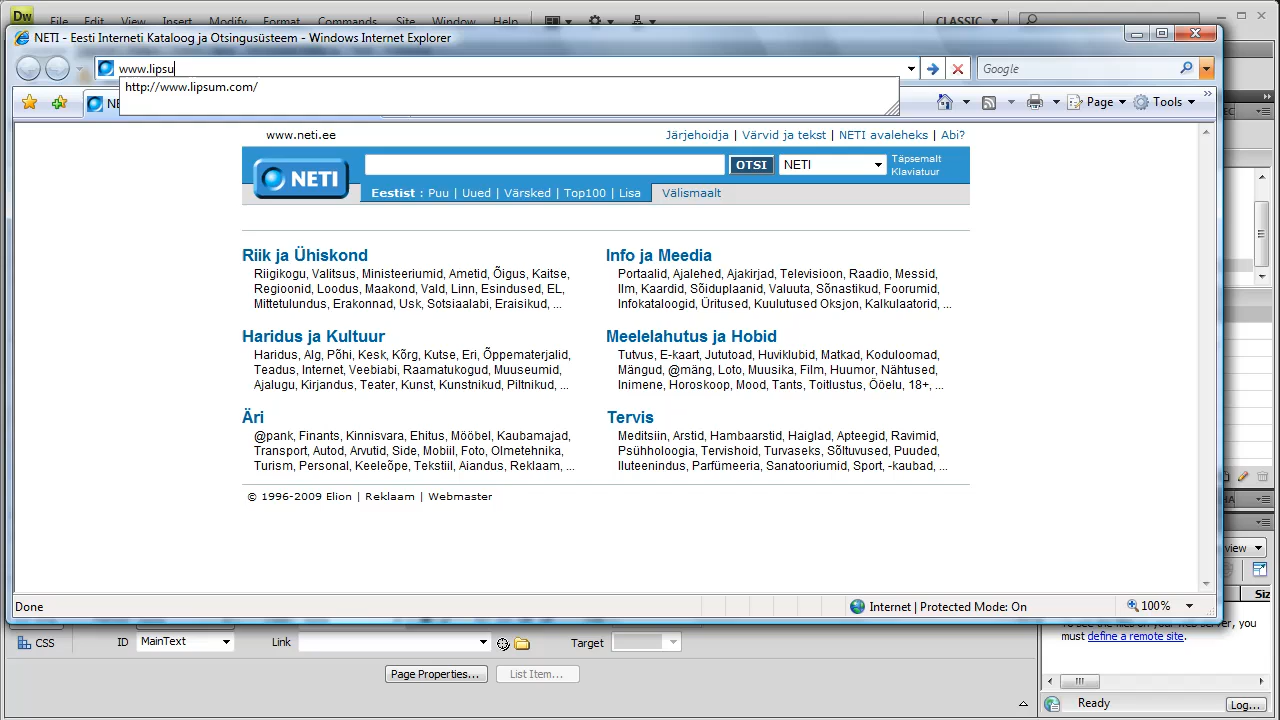 Dw File Edit View Insert Modify Format Commands Site Window Help CLASSIC
NETI - Eesti Interneti Kataloog ja Otsingusüsteem - Windows Internet Explorer
www.lipsu
Google
http://www.lipsum.com/
NE
Page Tools
www.neti.ee
Järjehoidja | Värvid ja tekst | NETI avaleheks | Abi?
NETI
OTSI
NETI
Täpsemalt
Klaviatuur
Eestist : Puu | Uued | Värsked | Top100 | Lisa
Välismaalt
Riik ja Ühiskond
Riigikogu, Valitsus, Ministeeriumid, Ametid, Õigus, Kaitse,
Regioonid, Loodus, Maakond, Vald, Linn, Esindused, EL,
Mittetulundus, Erakonnad, Usk, Sotsiaalabi, Eraisikud, ...
Info ja Meedia
Portaalid, Ajalehed, Ajakirjad, Televisioon, Raadio, Messid,
Ilm, Kaardid, Sõiduplaanid, Valuuta, Sõnastikud, Foorumid,
Infokataloogid, Üritused, Kuulutused Oksjon, Kalkulaatorid, ...
Haridus ja Kultuur
Haridus, Alg, Põhi, Kesk, Kõrg, Kutse, Eri, Õppematerjalid,
Teadus, Internet, Veebiabi, Raamatukogud, Muuseumid,
Ajalugu, Kirjandus, Teater, Kunst, Kunstnikud, Piltnikud, ...
Meelelahutus ja Hobid
Tutvus, E-kaart, Jututoad, Huviklubid, Matkad, Koduloomad,
Mängud, @mäng, Loto, Muusika, Film, Huumor, Nähtused,
Inimene, Horoskoop, Mood, Tants, Toitlustus, Ööelu, 18+, ...
Äri
@pank, Finants, Kinnisvara, Ehitus, Mööbel, Kaubamajad,
Transport, Autod, Arvutid, Side, Mobiil, Foto, Olmetehnika,
Turism, Personal, Keeleõpe, Tekstiil, Aiandus, Reklaam, ...
Tervis
Meditsiin, Arstid, Hambaarstid, Haiglad, Apteegid, Ravimid,
Psühholoogia, Tervishoid, Turvaseks, Sõltuvused, Puuded,
Iluteenindus, Parfümeeria, Sanatooriumid, Sport, -kaubad, ...
© 1996-2009 Elion | Reklaam | Webmaster
Done
Internet | Protected Mode: On
100%
view
Siz
CSS
ID MainText
Link
Target
Page Properties...
List Item...
must define a remote site.
Ready
Log...